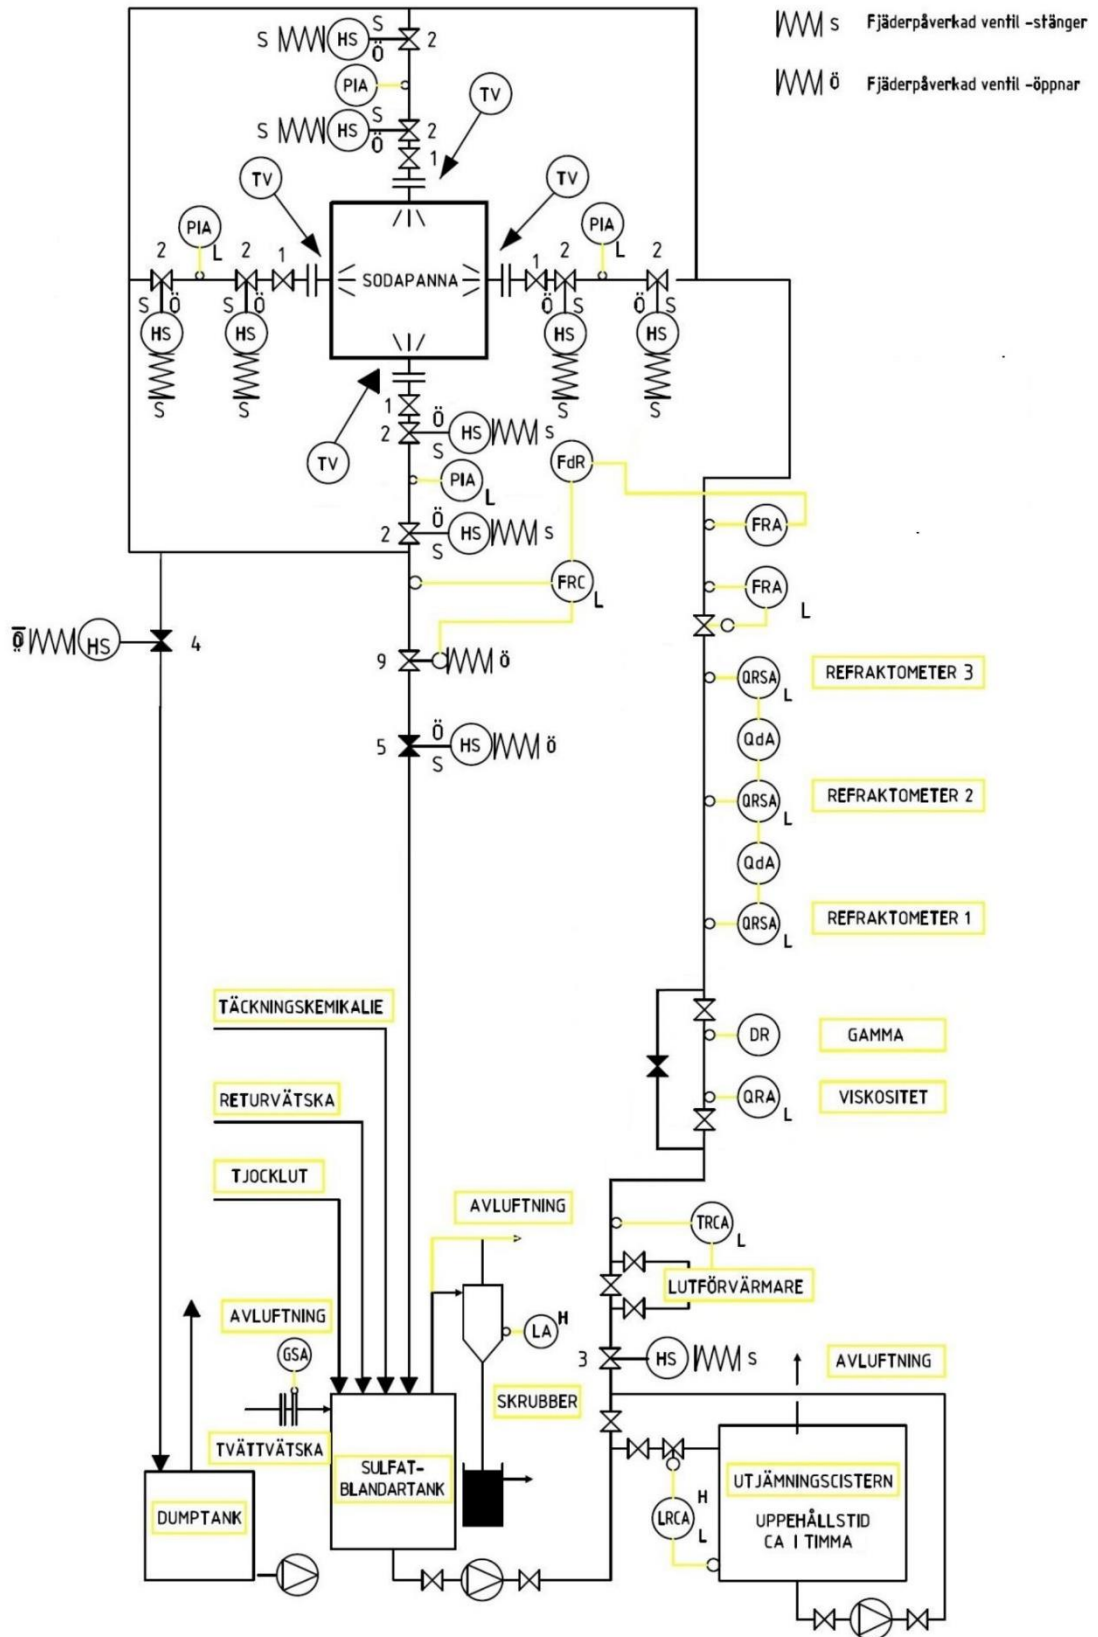 S Fjäderpåverkad ventil -stänger
Ö Fjäderpåverkad ventil -öppnar
S HS S Ö 2
PIA
TV
S HS S Ö 2
1
TV
TV
PIA L
PIA L
2 2 1
1 2 2
SODAPANNA
S Ö S Ö
Ö S Ö S
HS HS
HS HS
S S
S S
1
2 Ö S HS S
TV
FdR
PIA L
FRA
2 Ö S HS S
FRC L
FRA L
Ö HS 4
9 Ö
QRSA L REFRAKTOMETER 3
5 Ö S HS Ö
QdA
QRSA L REFRAKTOMETER 2
QdA
QRSA L REFRAKTOMETER 1
TÄCKNINGSKEMIKALIE
DR GAMMA
RETURVÄTSKA
QRA L VISKOSITET
TJOCKLUT
AVLUFTNING
TRCA L
LUTFÖRVÄRMARE
AVLUFTNING
LA H
GSA
3 HS S
AVLUFTNING
SKRUBBER
TVÄTTVÄTSKA
SULFAT-
BLANDARTANK
DUMPTANK
UTJÄMNINGSCISTERN
H
LRCA
L
UPPEHÅLLSTID
CA I TIMMA